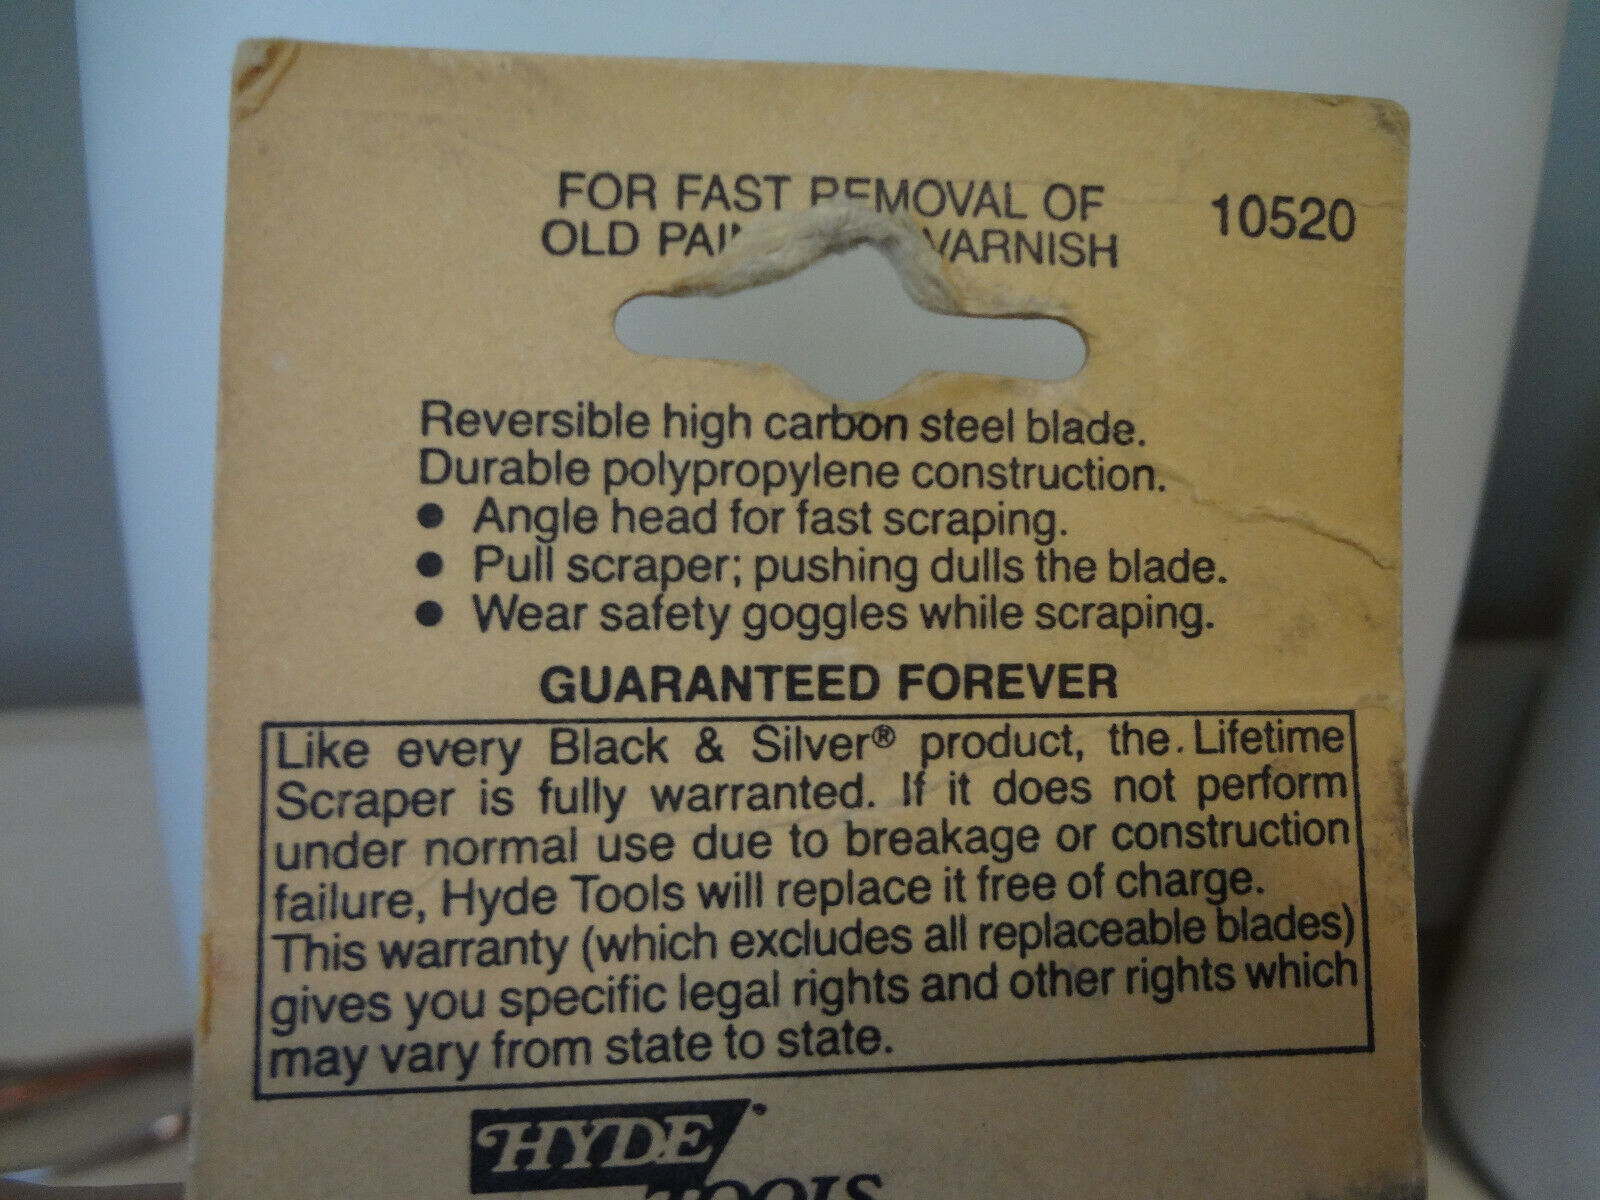 FOR FAST REMOVAL OF
OLD VARNISH
10520
Reversible high carbon steel blade.
Durable polypropylene construction.
● Angle head for fast scraping.
● Pull scraper; pushing dulls the blade.
● Wear safety goggles while scraping.
GUARANTEED FOREVER
Like every Black & Silver® product, the. Lifetime
Scraper is fully warranted. If it does not perform
under normal use due to breakage or construction
failure, Hyde Tools will replace it free of charge.
This warranty (which excludes all replaceable blades)
gives you specific legal rights and other rights which
may vary from state to state.
HYDE
TOOLS